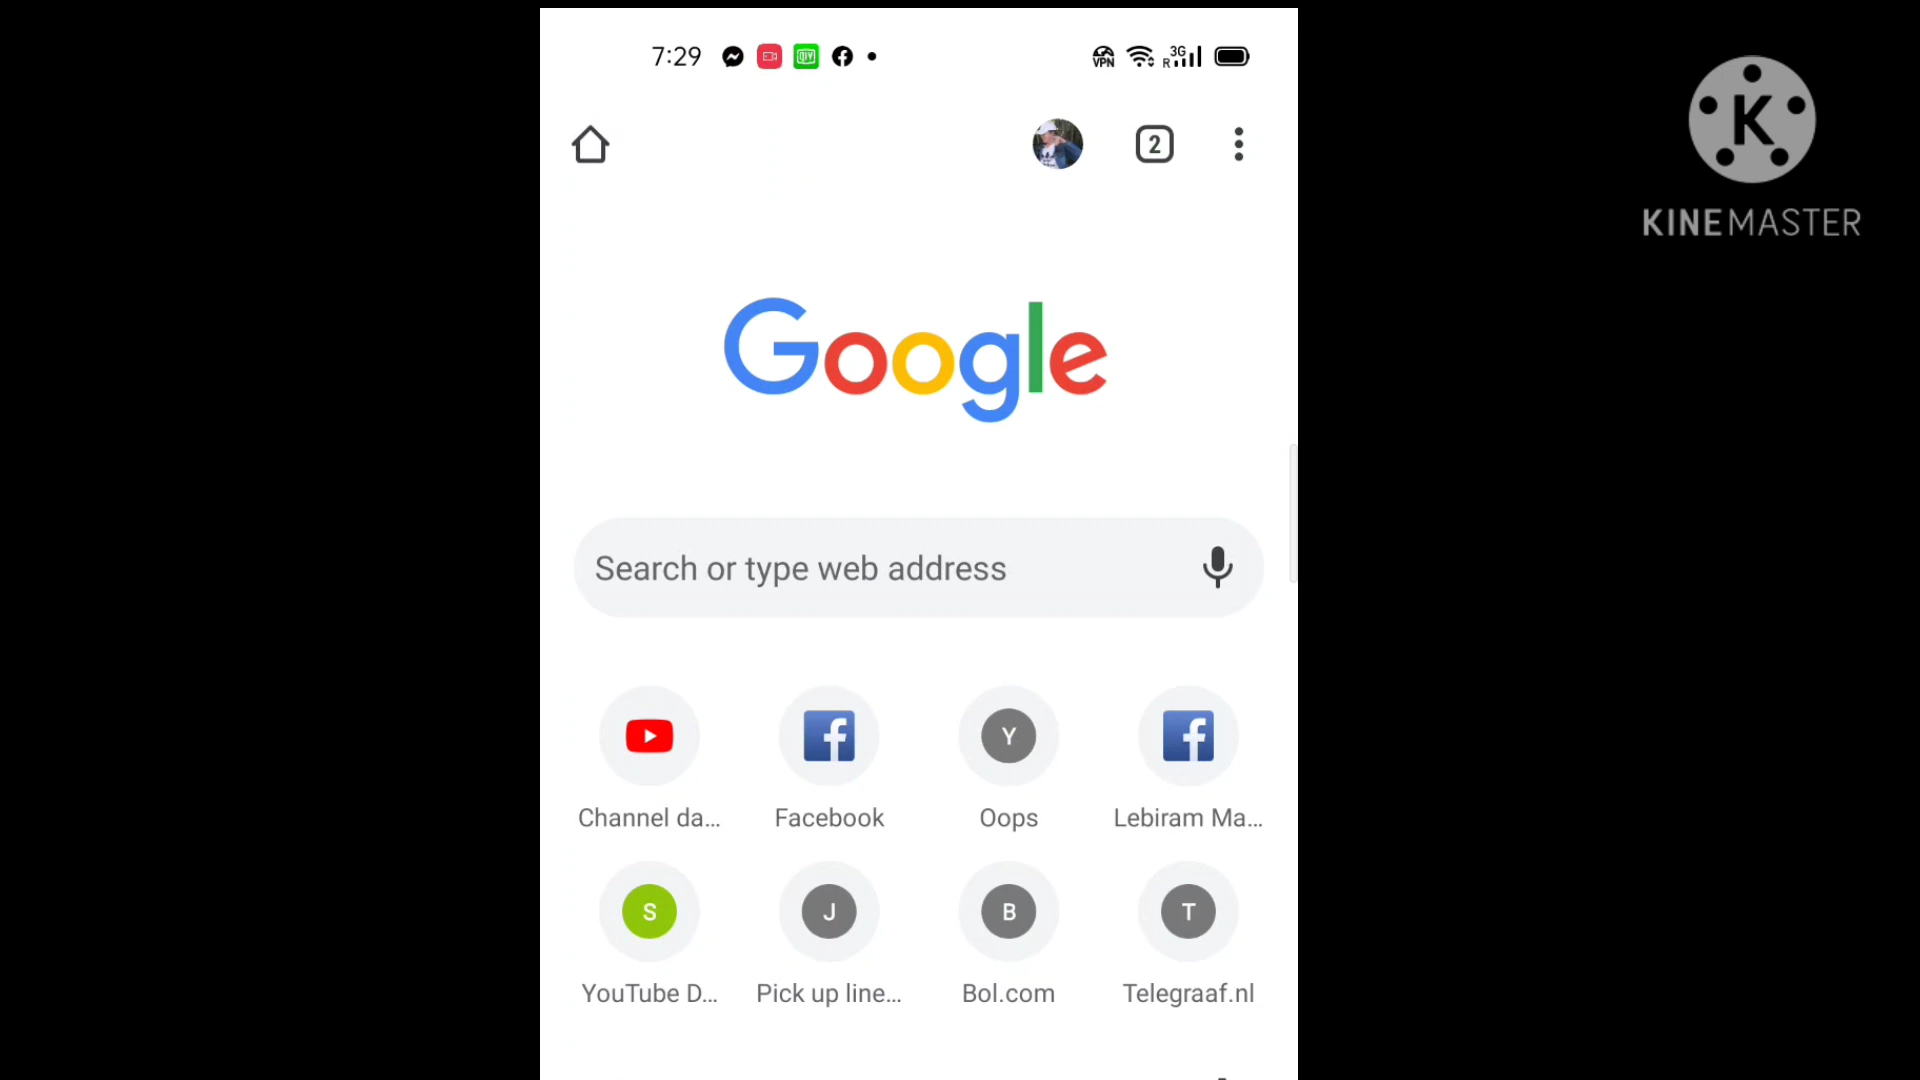 7:29
VPN
3G
R
2
K
KINEMASTER
Google
Search or type web address
Y
Channel da...
Facebook
Oops
Lebiram Ma...
S
J
B
T
YouTube D...
Pick up line...
Bol.com
Telegraaf.nl